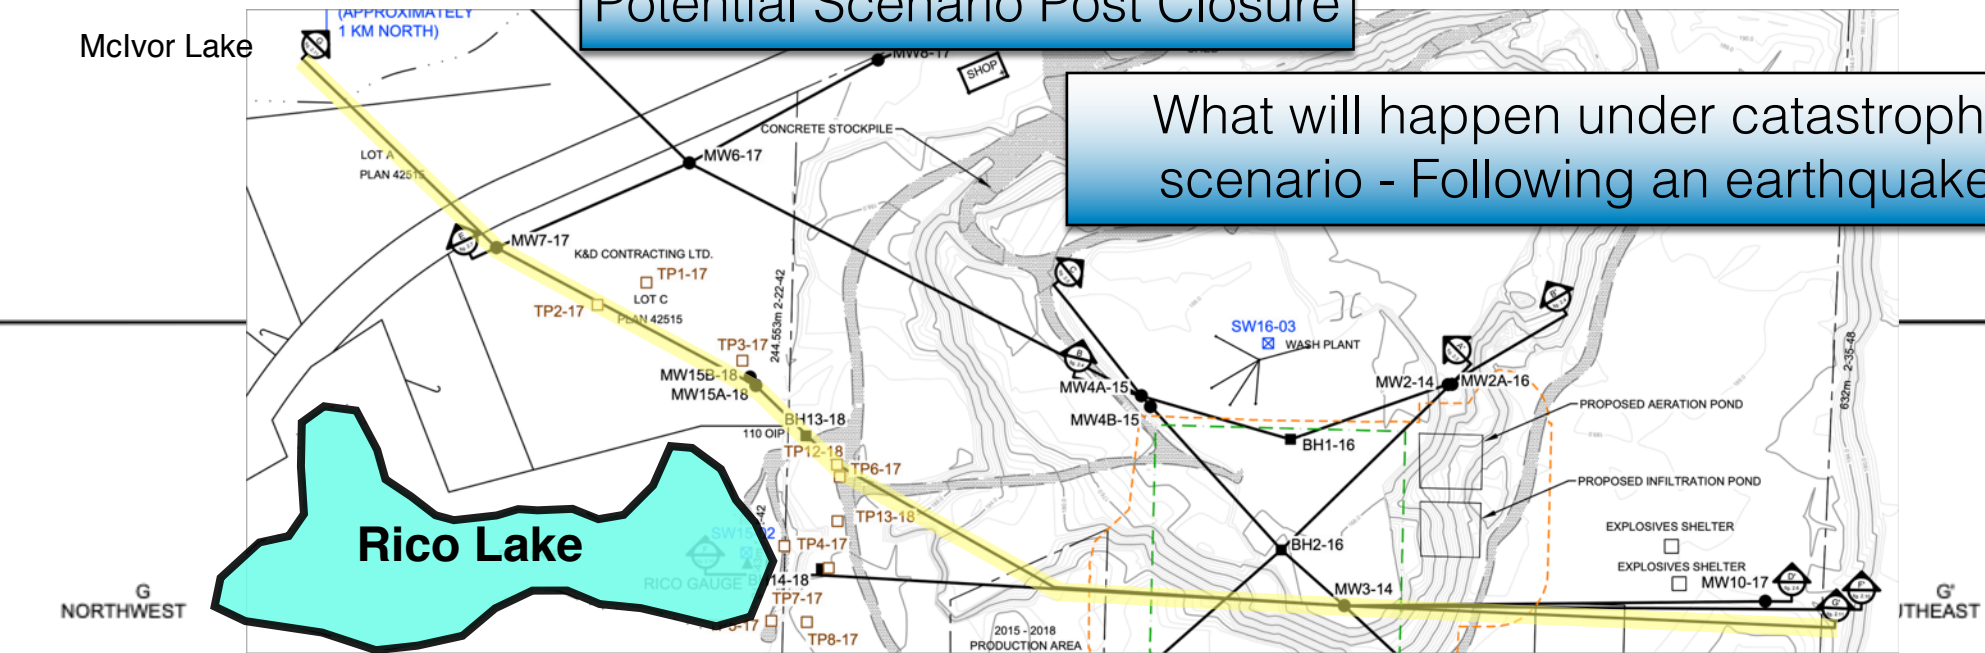 Potential Scenario Post Closure
What will happen under catastroph
scenario - Following an earthquake
McIvor Lake
(APPROXIMATELY
1 KM NORTH)
MW8-17
SHOP
CONCRETE STOCKPILE
MW6-17
LOT A
PLAN 42515
MW7-17
K&D CONTRACTING LTD.
TP1-17
LOT C
PLAN 42515
TP2-17
244.553m 2-22-42
TP3-17
MW15B-18
MW15A-18
BH13-18
110 OIP
TP12-18
TP6-17
TP13-18
TP4-17
SW16-03
WASH PLANT
MW4A-15
MW4B-15
MW2-14
MW2A-16
BH1-16
BH2-16
PROPOSED AERATION POND
PROPOSED INFILTRATION POND
632m 2-35-48
EXPLOSIVES SHELTER
EXPLOSIVES SHELTER
MW10-17
MW3-14
Rico Lake
RICO GAUGE
14-18
TP7-17
TP8-17
2015 - 2018
PRODUCTION AREA
G
NORTHWEST
G'
UTHEAST